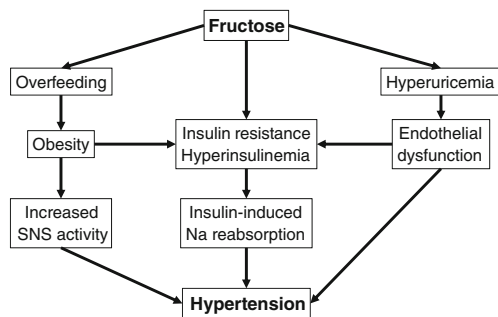 Fructose
Overfeeding
Hyperuricemia
Obesity
Insulin resistance
Hyperinsulinemia
Endothelial
dysfunction
Increased
SNS activity
Insulin-induced
Na reabsorption
Hypertension